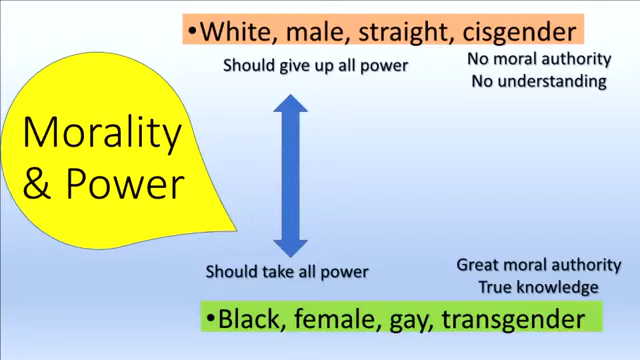 •White, male, straight, cisgender
Should give up all power
No moral authority
No understanding
Morality
& Power
Should take all power
Great moral authority
True knowledge
•Black, female, gay, transgender